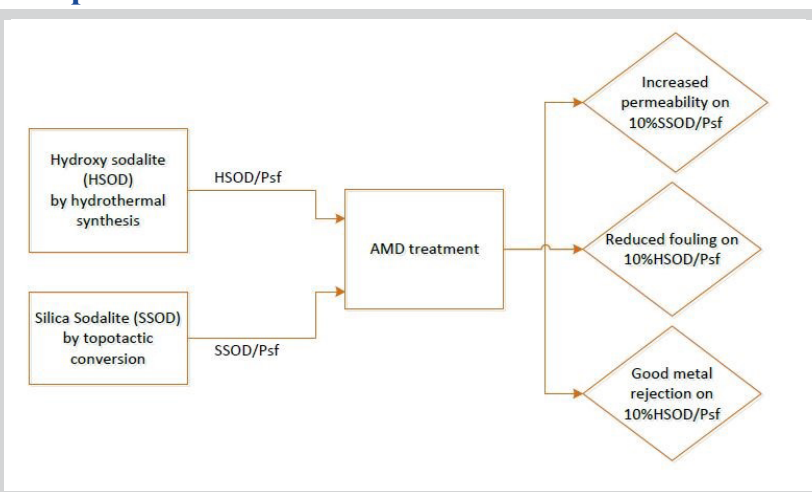 Hydroxy sodalite
(HSOD)
by hydrothermal
synthesis
HSOD/Psf
Silica Sodalite (SSOD)
by topotactic
conversion
SSOD/Psf
AMD treatment
Increased
permeability on
10%SSOD/Psf
Reduced fouling on
10%HSOD/Psf
Good metal
rejection on
10%HSOD/Psf